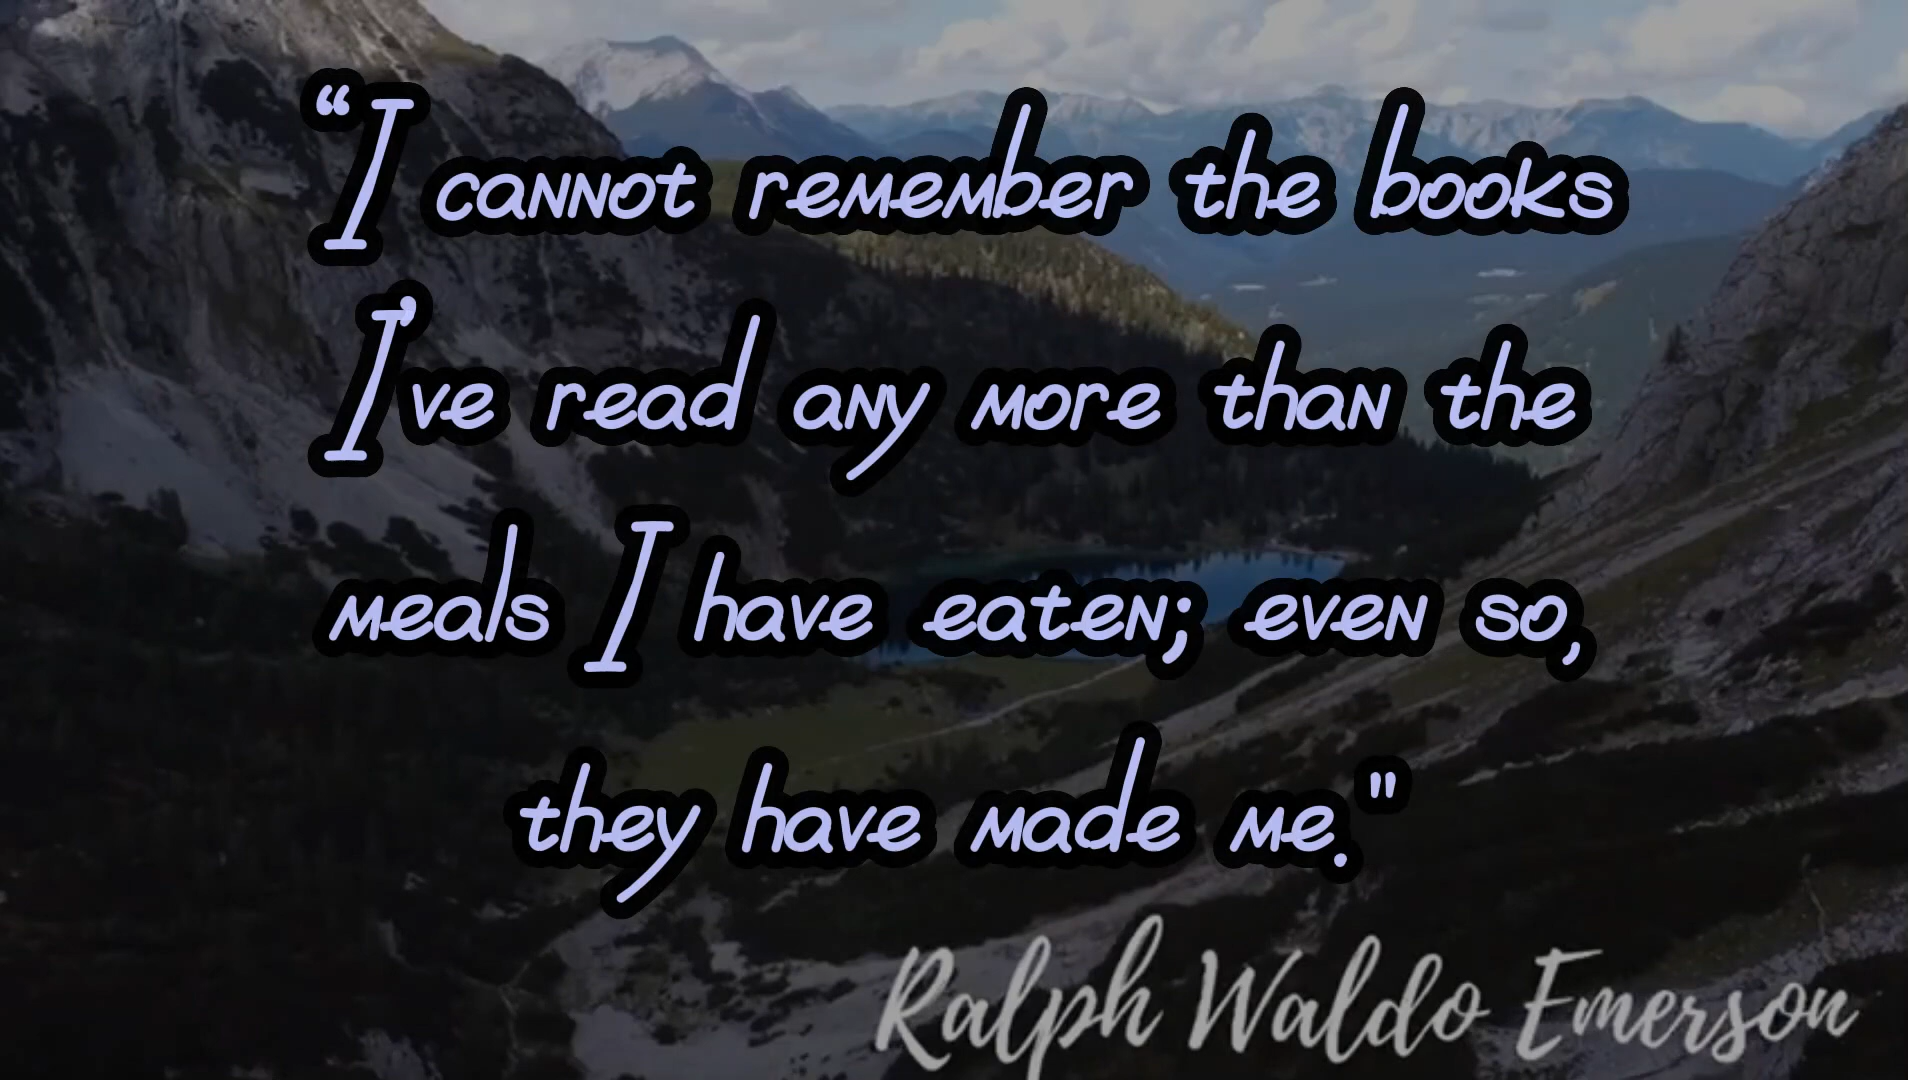 “I cannot remember the books
I’ve read any more than the
meals I have eaten; even so,
they have made me."
Ralph Waldo Emerson